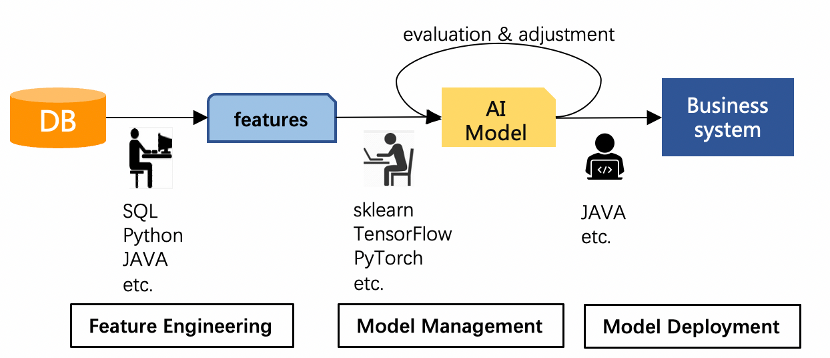 evaluation & adjustment
DB
features
AI
Model
Business
system
</>
SQL
Python
JAVA
etc.
sklearn
TensorFlow
PyTorch
etc.
JAVA
etc.
Feature Engineering
Model Management
Model Deployment